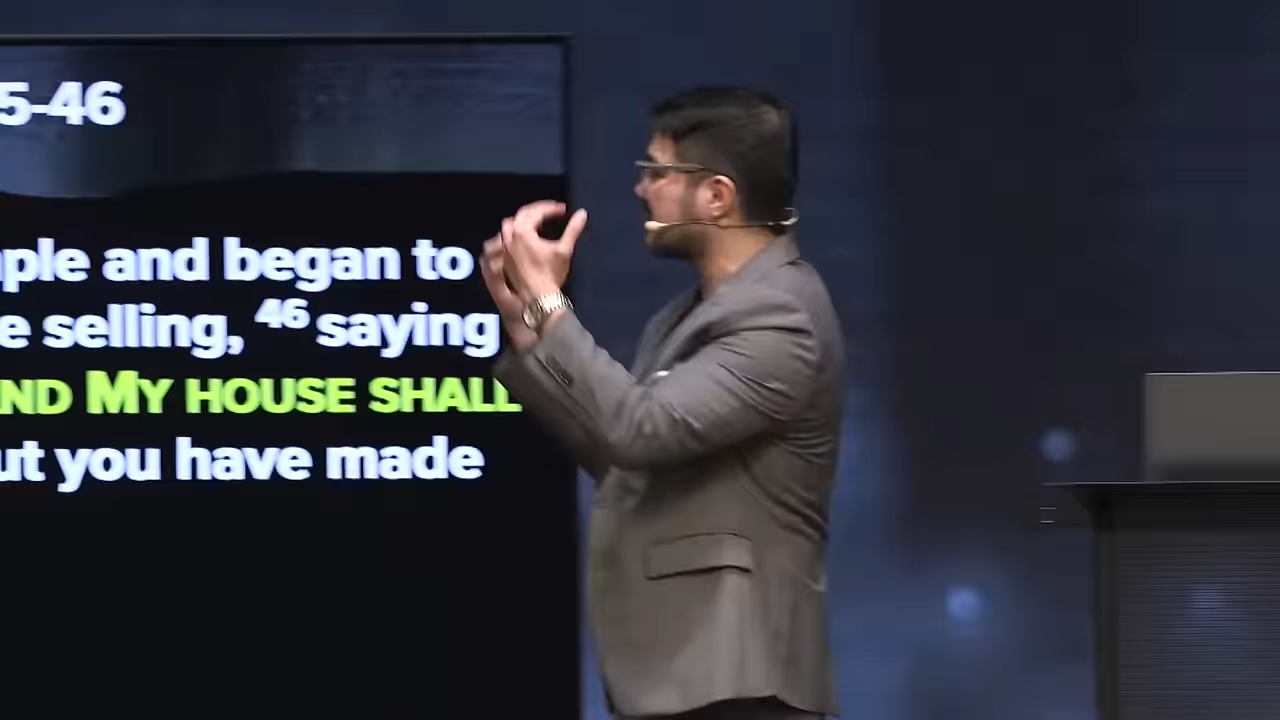 5-46
ple and began to
e selling, 46 saying
ND MY HOUSE SHALL
ut you have made